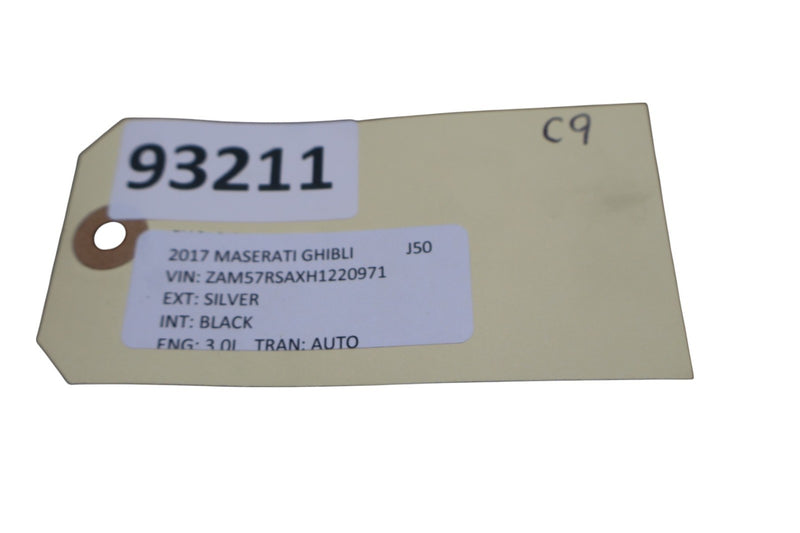 C9
93211
2017 MASERATI GHIBLI J50
VIN: ZAM57RSAXH1220971
EXT: SILVER
INT: BLACK
ENG: 3.0L TRAN: AUTO